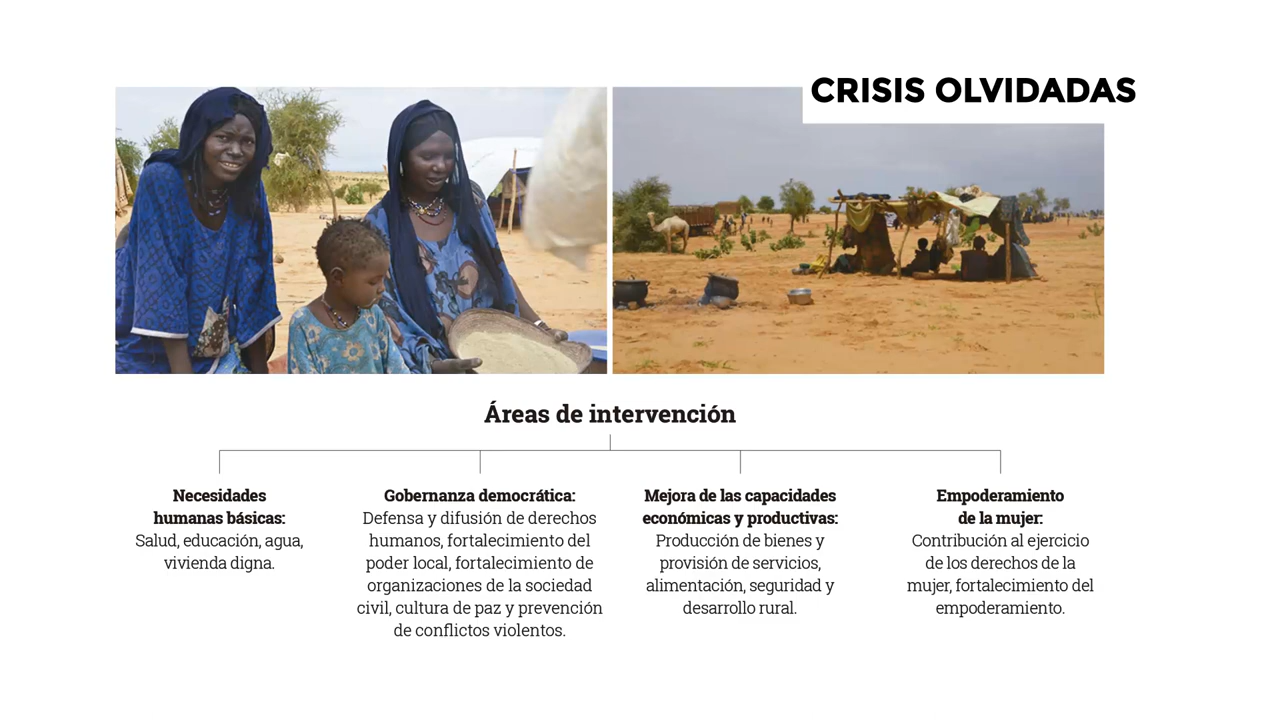 CRISIS OLVIDADAS
Áreas de intervención
Necesidades
humanas básicas:
Salud, educación, agua,
vivienda digna.
Gobernanza democrática:
Defensa y difusión de derechos
humanos, fortalecimiento del
poder local, fortalecimiento de
organizaciones de la sociedad
civil, cultura de paz y prevención
de conflictos violentos.
Mejora de las capacidades
económicas y productivas:
Producción de bienes y
provisión de servicios,
alimentación, seguridad y
desarrollo rural.
Empoderamiento
de la mujer:
Contribución al ejercicio
de los derechos de la
mujer, fortalecimiento del
empoderamiento.